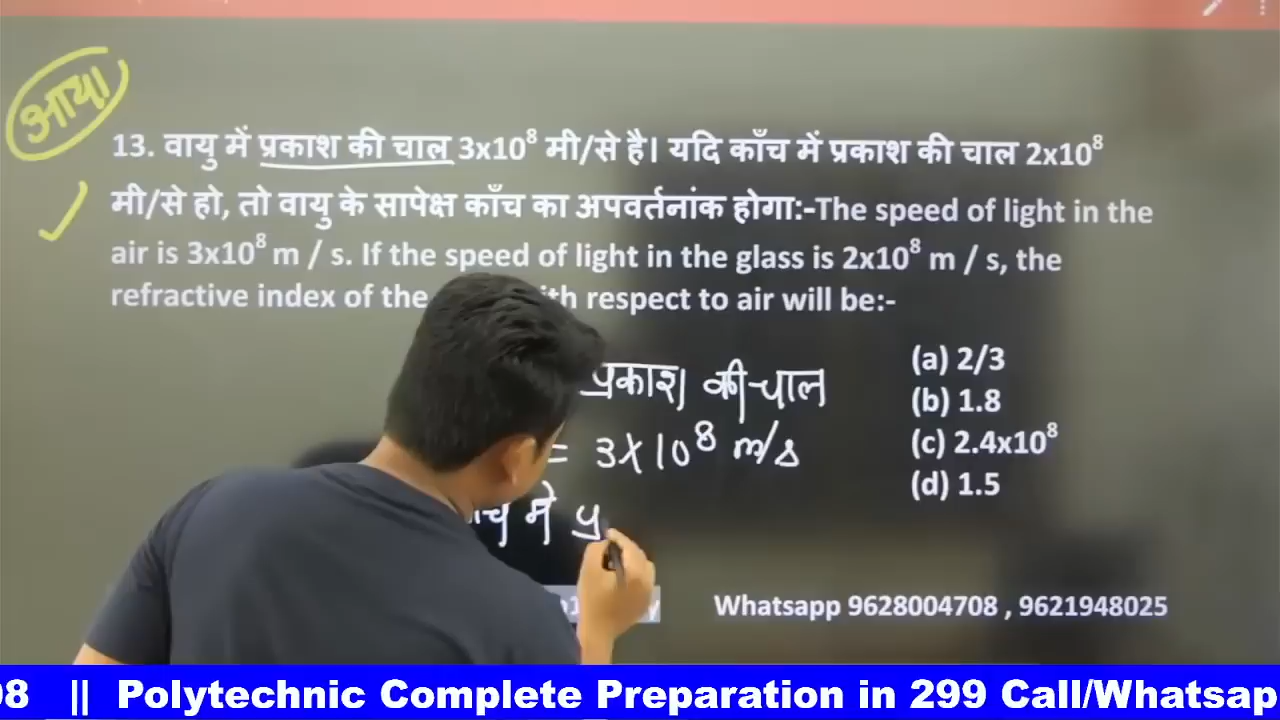 आया
13. वायु में प्रकाश की चाल 3x10⁸ मी/से है। यदि काँच में प्रकाश की चाल 2x10⁸
मी/से हो, तो वायु के सापेक्ष काँच का अपवर्तनांक होगा:-The speed of light in the
air is 3x10⁸ m / s. If the speed of light in the glass is 2x10⁸ m / s, the
refractive index of the with respect to air will be:-
(a) 2/3
(b) 1.8
(c) 2.4x10⁸
(d) 1.5
प्रकाश की चाल
= 3X10⁸ m/s
में प्र
Whatsapp 9628004708 , 9621948025
|| Polytechnic Complete Preparation in 299 Call/Whatsap